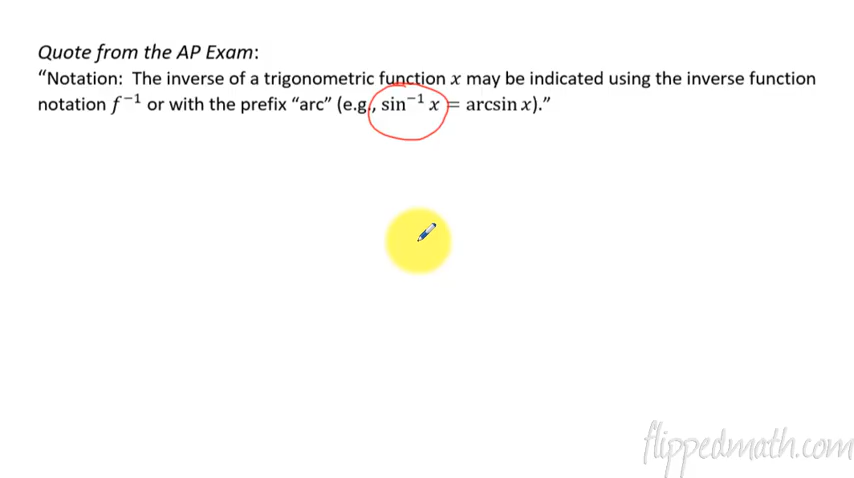 Quote from the AP Exam:
“Notation: The inverse of a trigonometric function x may be indicated using the inverse function
notation f⁻¹ or with the prefix “arc” (e.g., sin⁻¹ x = arcsin x).”
flippedmath.com